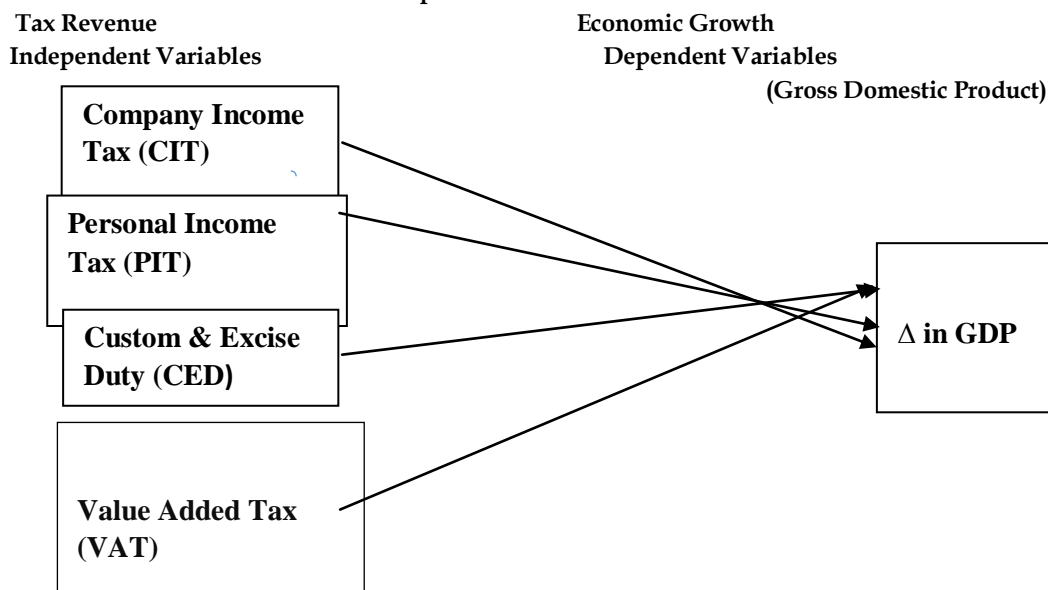 Tax Revenue
Economic Growth
Independent Variables
Dependent Variables
(Gross Domestic Product)
Company Income
Tax (CIT)
Personal Income
Tax (PIT)
Custom & Excise
Duty (CED)
Value Added Tax
(VAT)
Δ in GDP